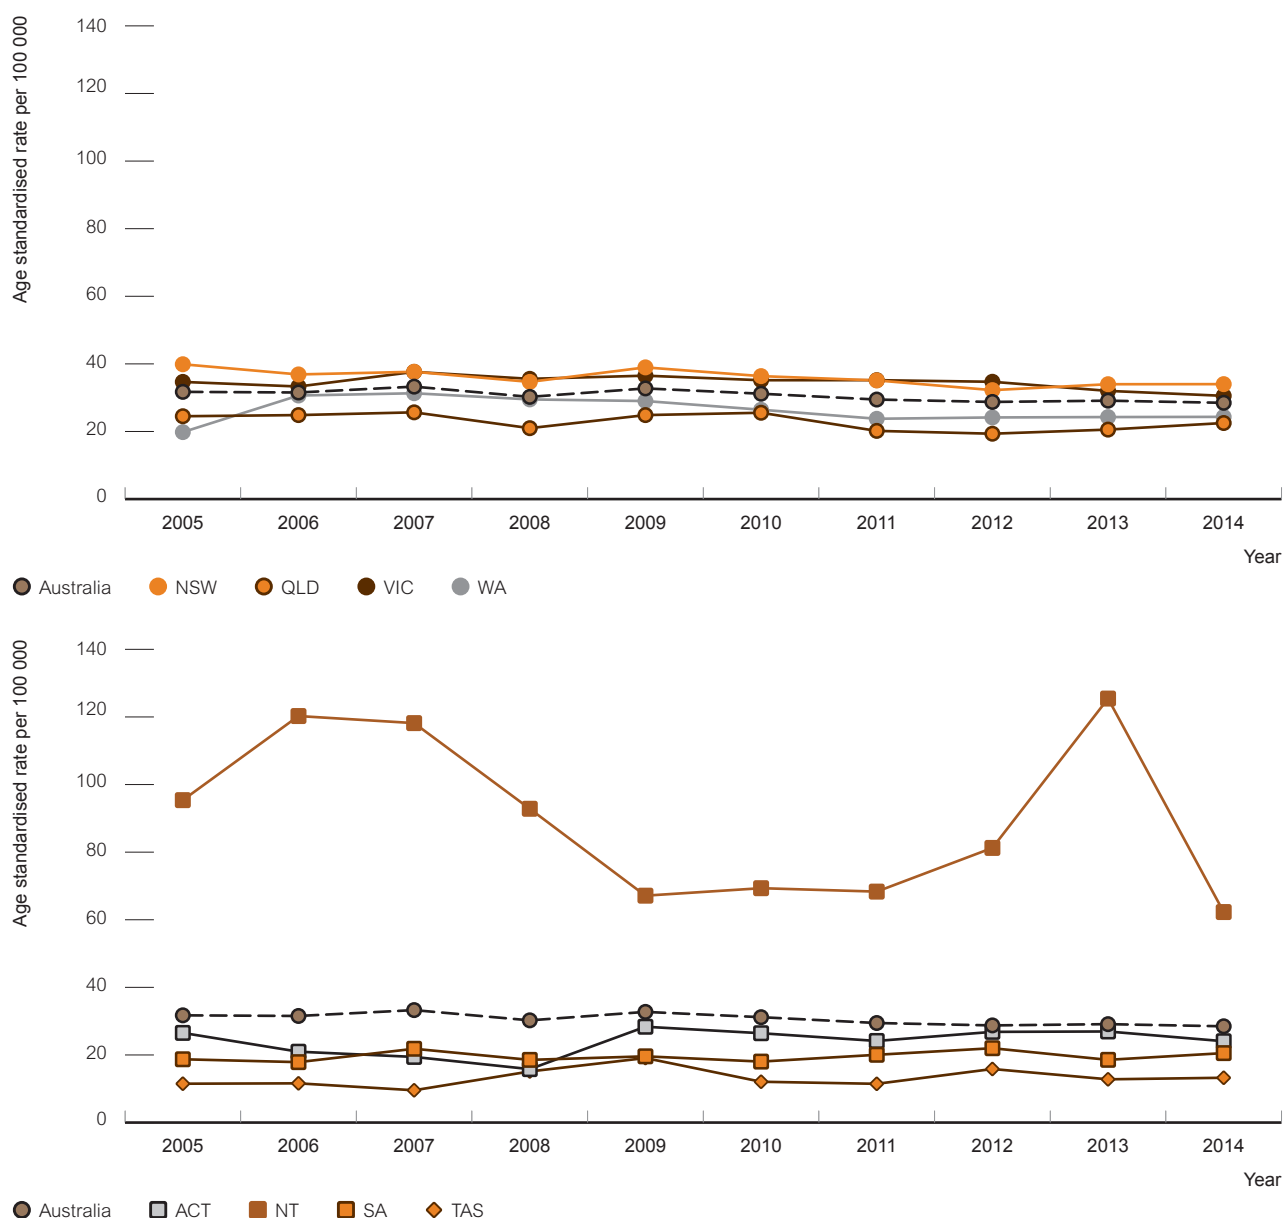 Age standardised rate per 100 000
140
120
100
80
60
40
20
0
2005 2006 2007 2008 2009 2010 2011 2012 2013 2014
Year
Australia NSW QLD VIC WA
Age standardised rate per 100 000
140
120
100
80
60
40
20
0
2005 2006 2007 2008 2009 2010 2011 2012 2013 2014
Year
Australia ACT NT SA TAS